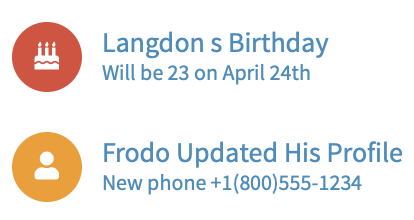 Langdon s Birthday
Will be 23 on April 24th
Frodo Updated His Profile
New phone +1(800)555-1234